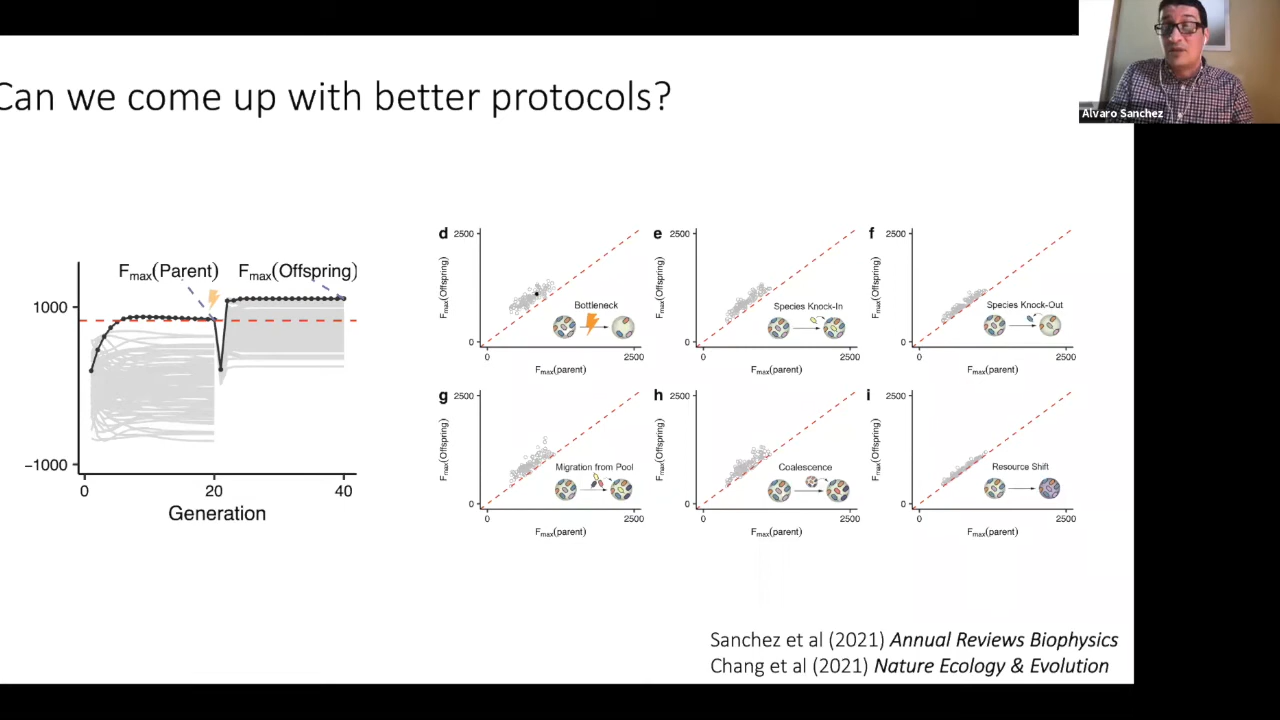 Can we come up with better protocols?
Alvaro Sanchez
Fmax(Parent)
Fmax(Offspring)
1000
−1000
0
20
40
Generation
d
2500
Fmax(Offspring)
0
Bottleneck
0
2500
Fmax(parent)
e
2500
Fmax(Offspring)
0
Species Knock-In
0
2500
Fmax(parent)
f
2500
Fmax(Offspring)
0
Species Knock-Out
0
2500
Fmax(parent)
g
2500
Fmax(Offspring)
0
Migration from Pool
0
2500
Fmax(parent)
h
2500
Fmax(Offspring)
0
Coalescence
0
2500
Fmax(parent)
i
2500
Fmax(Offspring)
0
Resource Shift
0
2500
Fmax(parent)
Sanchez et al (2021) Annual Reviews Biophysics
Chang et al (2021) Nature Ecology & Evolution